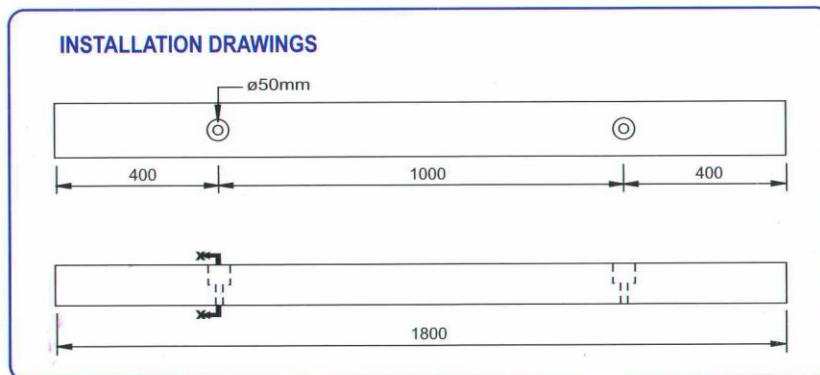 INSTALLATION DRAWINGS
ø50mm
400 1000 400
x
x
1800